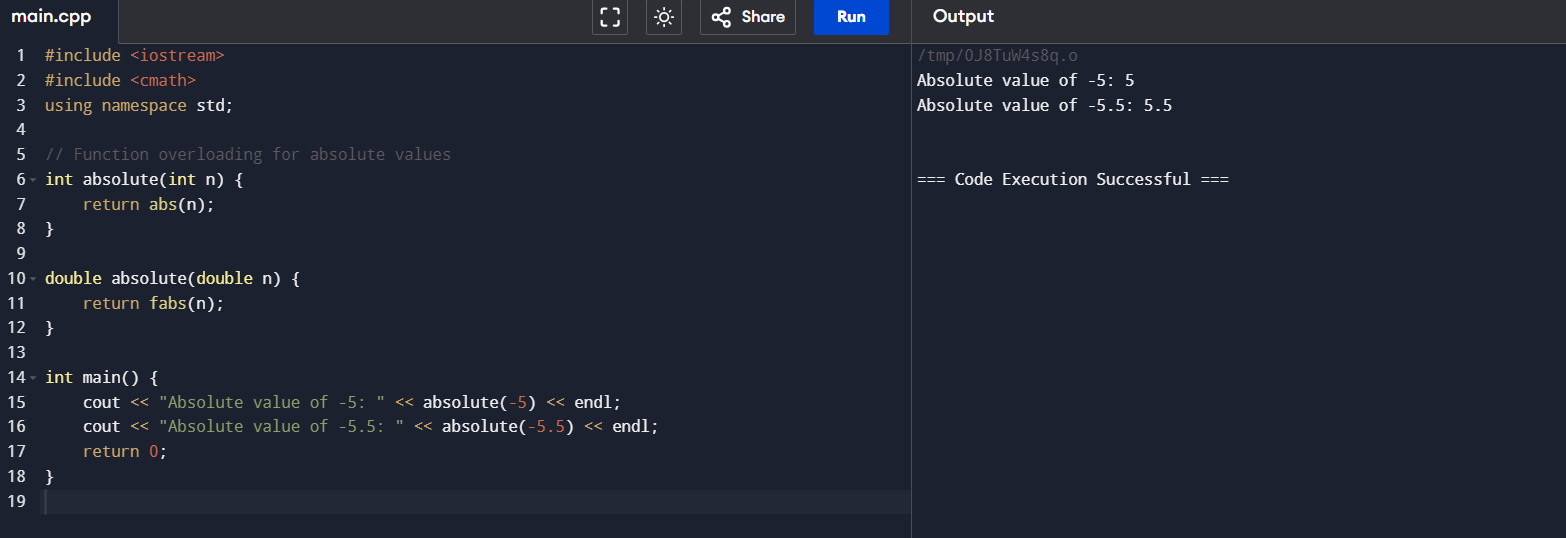 main.cpp
Share
Run
Output
1 #include <iostream>
2 #include <cmath>
3 using namespace std;
4
5 // Function overloading for absolute values
6 int absolute(int n) {
7     return abs(n);
8 }
9
10 double absolute(double n) {
11     return fabs(n);
12 }
13
14 int main() {
15     cout << "Absolute value of -5: " << absolute(-5) << endl;
16     cout << "Absolute value of -5.5: " << absolute(-5.5) << endl;
17     return 0;
18 }
19
/tmp/0J8TuW4s8q.o
Absolute value of -5: 5
Absolute value of -5.5: 5.5
=== Code Execution Successful ===